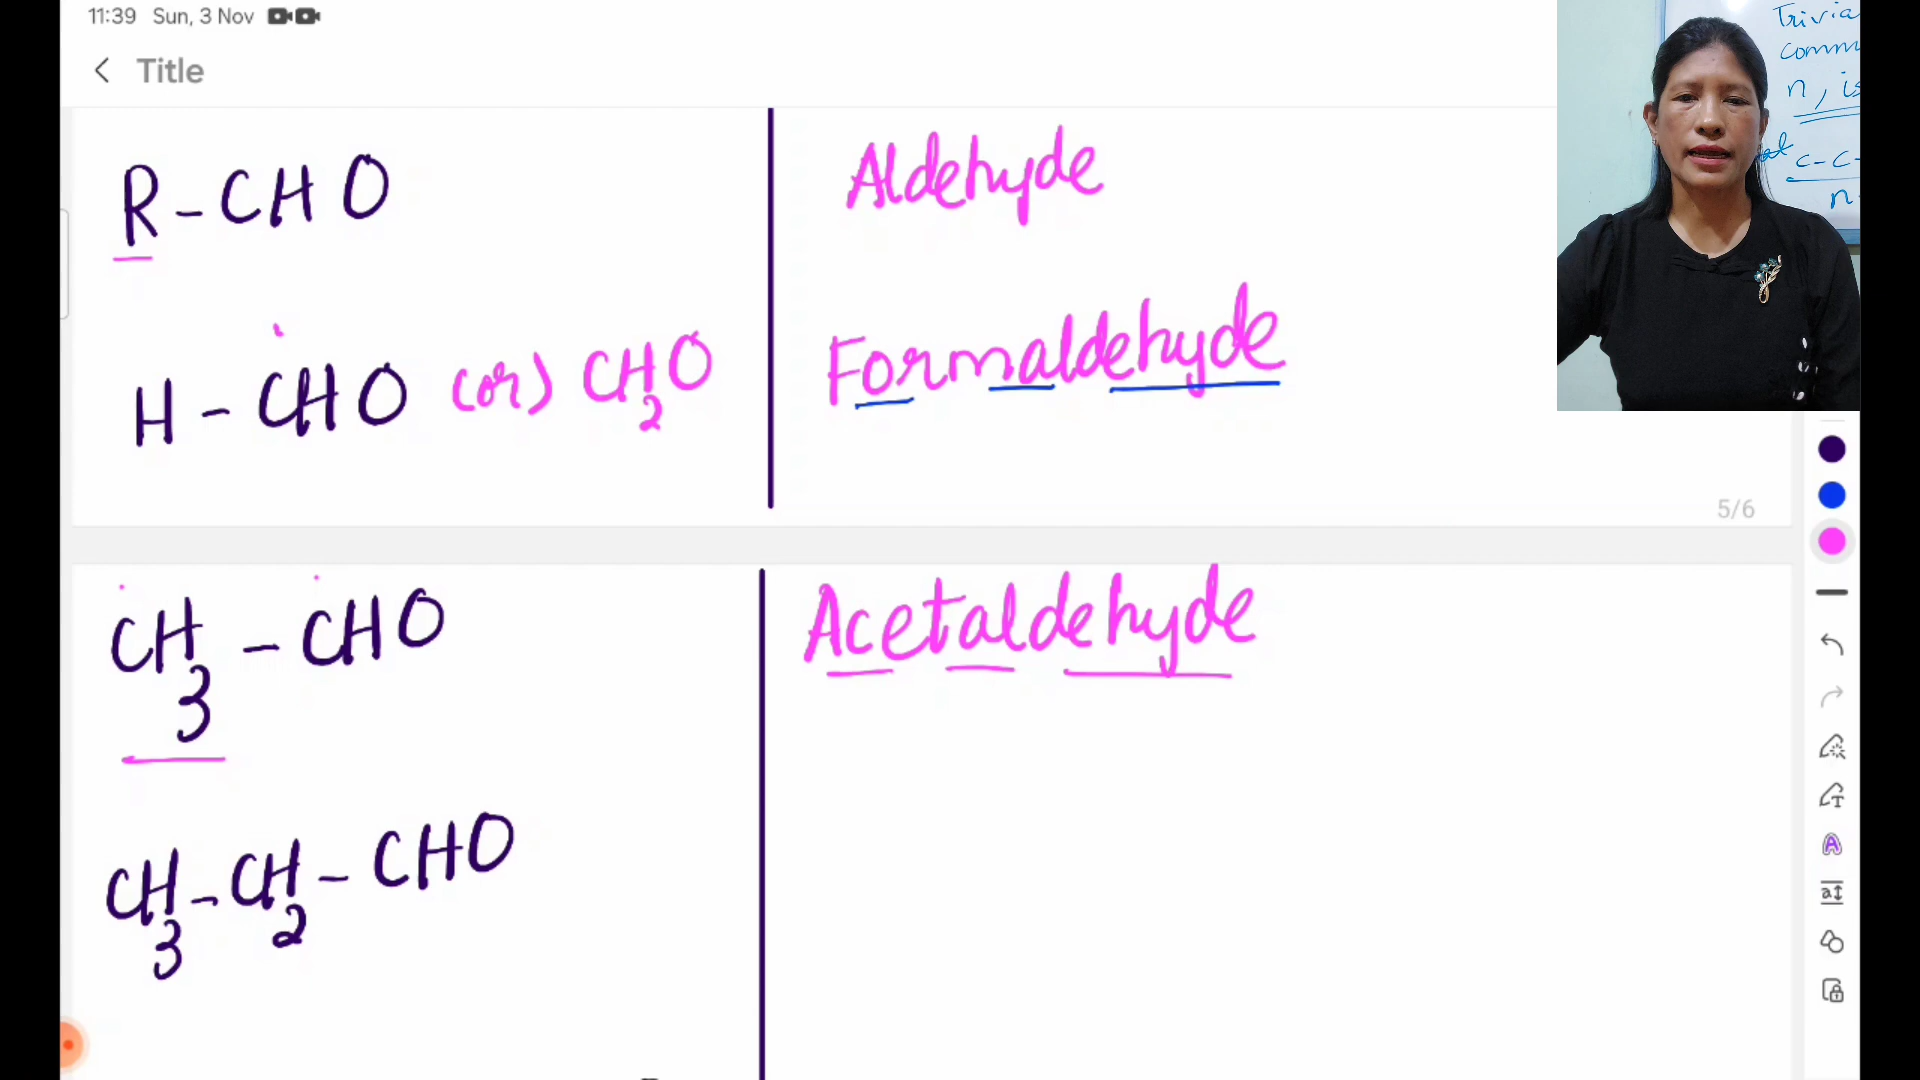 11:39 Sun, 3 Nov
Title
R-CHO
Aldehyde
H-CHO (or) CH2O
Formaldehyde
5/6
CH3-CHO
Acetaldehyde
CH3-CH2-CHO
n,
C-C-
n